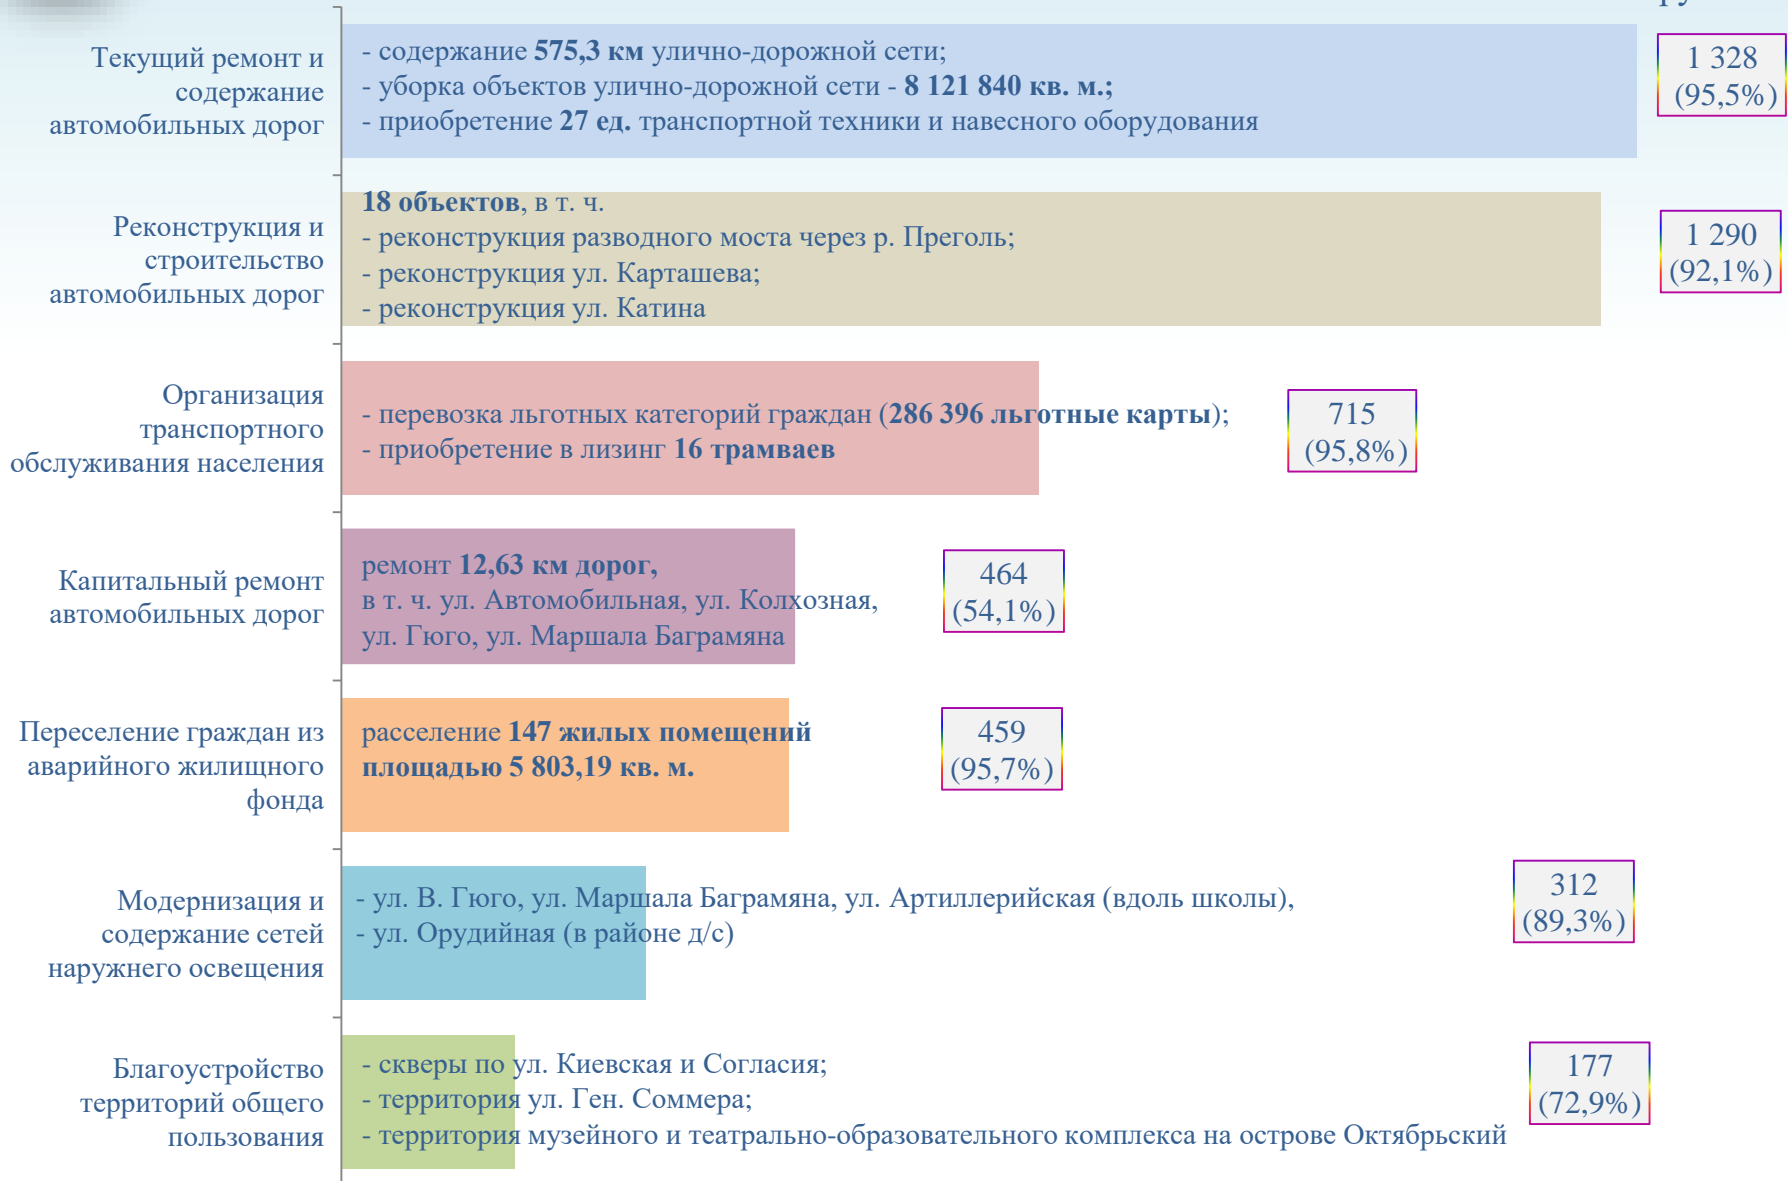 Текущий ремонт и
содержание
автомобильных дорог
- содержание 575,3 км улично-дорожной сети;
- уборка объектов улично-дорожной сети - 8 121 840 кв. м.;
- приобретение 27 ед. транспортной техники и навесного оборудования
1 328
(95,5%)
Реконструкция и
строительство
автомобильных дорог
18 объектов, в т. ч.
- реконструкция разводного моста через р. Преголь;
- реконструкция ул. Карташева;
- реконструкция ул. Катина
1 290
(92,1%)
Организация
транспортного
обслуживания населения
- перевозка льготных категорий граждан (286 396 льготные карты);
- приобретение в лизинг 16 трамваев
715
(95,8%)
Капитальный ремонт
автомобильных дорог
ремонт 12,63 км дорог,
в т. ч. ул. Автомобильная, ул. Колхозная,
ул. Гюго, ул. Маршала Баграмяна
464
(54,1%)
Переселение граждан из
аварийного жилищного
фонда
расселение 147 жилых помещений
площадью 5 803,19 кв. м.
459
(95,7%)
Модернизация и
содержание сетей
наружнего освещения
- ул. В. Гюго, ул. Маршала Баграмяна, ул. Артиллерийская (вдоль школы),
- ул. Орудийная (в районе д/с)
312
(89,3%)
Благоустройство
территорий общего
пользования
- скверы по ул. Киевская и Согласия;
- территория ул. Ген. Соммера;
- территория музейного и театрально-образовательного комплекса на острове Октябрьский
177
(72,9%)